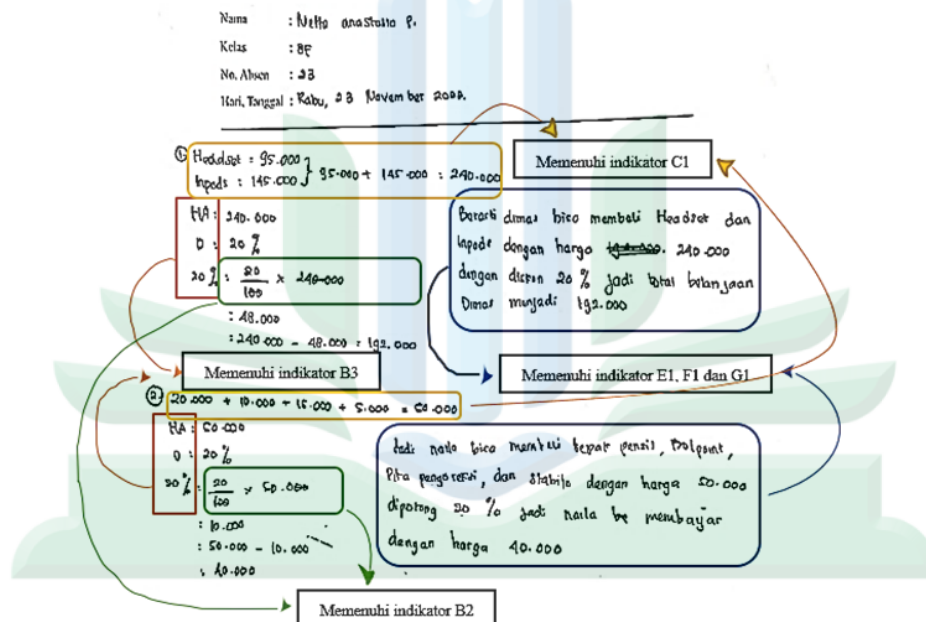 Nama : Netta anastasia P.
Kelas : 8F
No. Absen : 23
Hari, Tanggal : Rabu, 23 November 2022.
① Headset : 95.000
Inpods : 145.000 } 95.000 + 145.000 : 240.000
Memenuhi indikator C1
HA : 240.000
D : 20 %
20 % : 20/100 x 240.000
: 48.000
: 240.000 - 48.000 = 192.000
Berarti dimas bisa membeli Headset dan
Inpods dengan harga 240.000
dengan diskon 20 % jadi total belanjaan
Dimas menjadi 192.000
Memenuhi indikator B3
Memenuhi indikator E1, F1 dan G1
② 20.000 + 10.000 + 15.000 + 5.000 = 50.000
HA : 50.000
D : 20 %
20 % : 20/100 x 50.000
: 10.000
: 50.000 - 10.000
: 40.000
Jadi naila bisa membeli tepat pensil, Bolpoint,
Pita pengoreksi, dan Stabilo dengan harga 50.000
dipotong 20 % jadi naila membayar
dengan harga 40.000
Memenuhi indikator B2